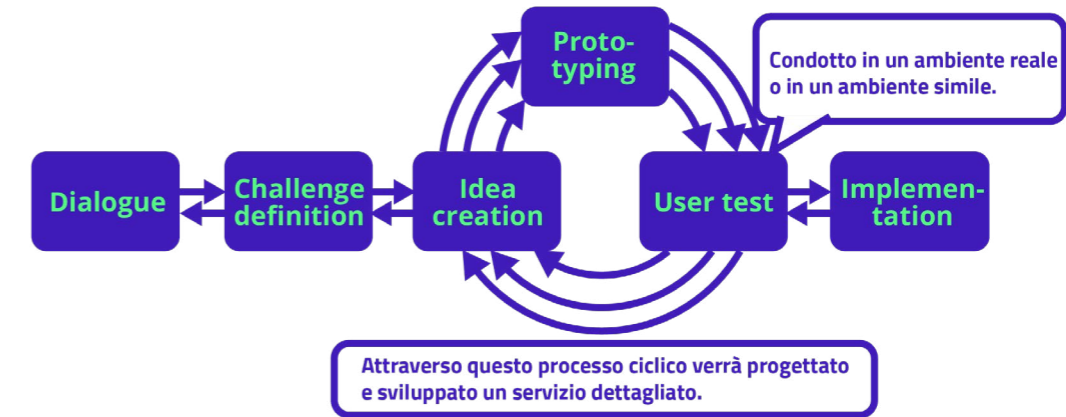 Proto-
typing
Condotto in un ambiente reale
o in un ambiente simile.
Dialogue
Challenge
definition
Idea
creation
User test
Implemen-
tation
Attraverso questo processo ciclico verrà progettato
e sviluppato un servizio dettagliato.